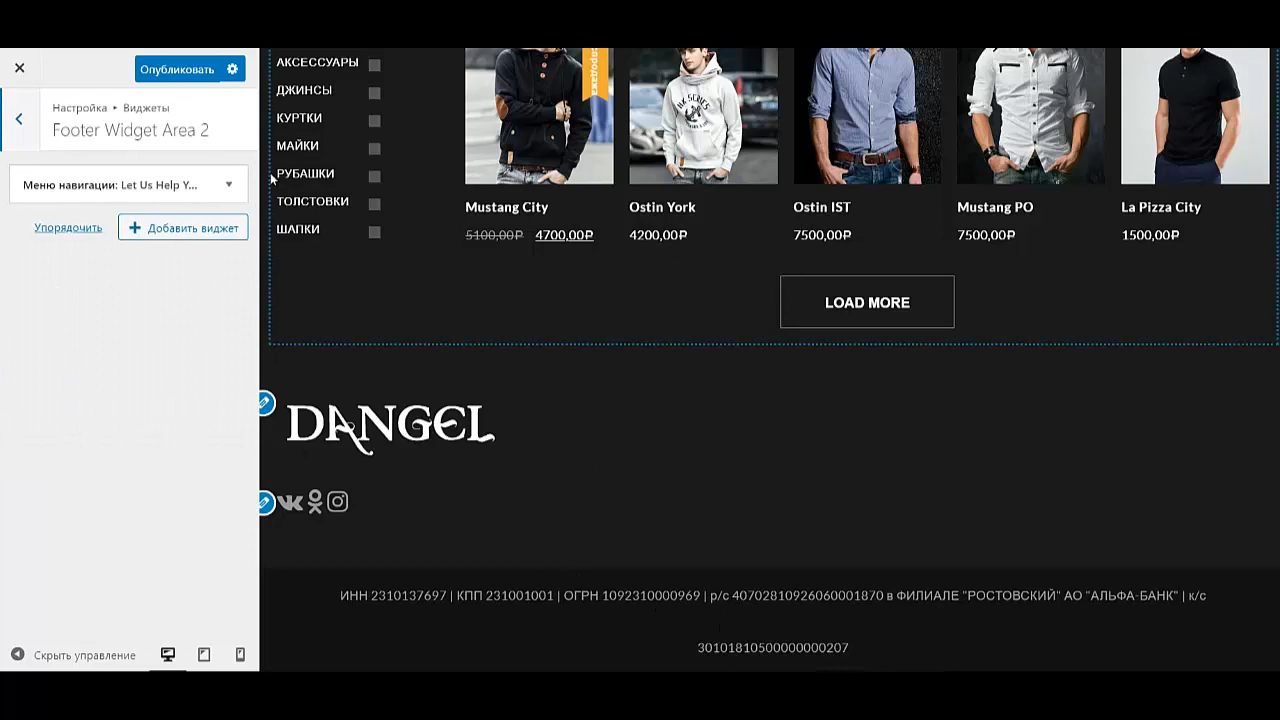 Опубликовать
Настройка ▸ Виджеты
Footer Widget Area 2
Меню навигации: Let Us Help Y...
Упорядочить
Добавить виджет
Скрыть управление
АКСЕССУАРЫ
ДЖИНСЫ
КУРТКИ
МАЙКИ
РУБАШКИ
ТОЛСТОВКИ
ШАПКИ
Mustang City
5100,00₽ 4700,00₽
Ostin York
4200,00₽
Ostin IST
7500,00₽
Mustang PO
7500,00₽
La Pizza City
1500,00₽
LOAD MORE
DANGEL
ИНН 2310137697 | КПП 231001001 | ОГРН 1092310000969 | р/с 40702810926060001870 в ФИЛИАЛЕ "РОСТОВСКИЙ" АО "АЛЬФА-БАНК" | к/с
30101810500000000207